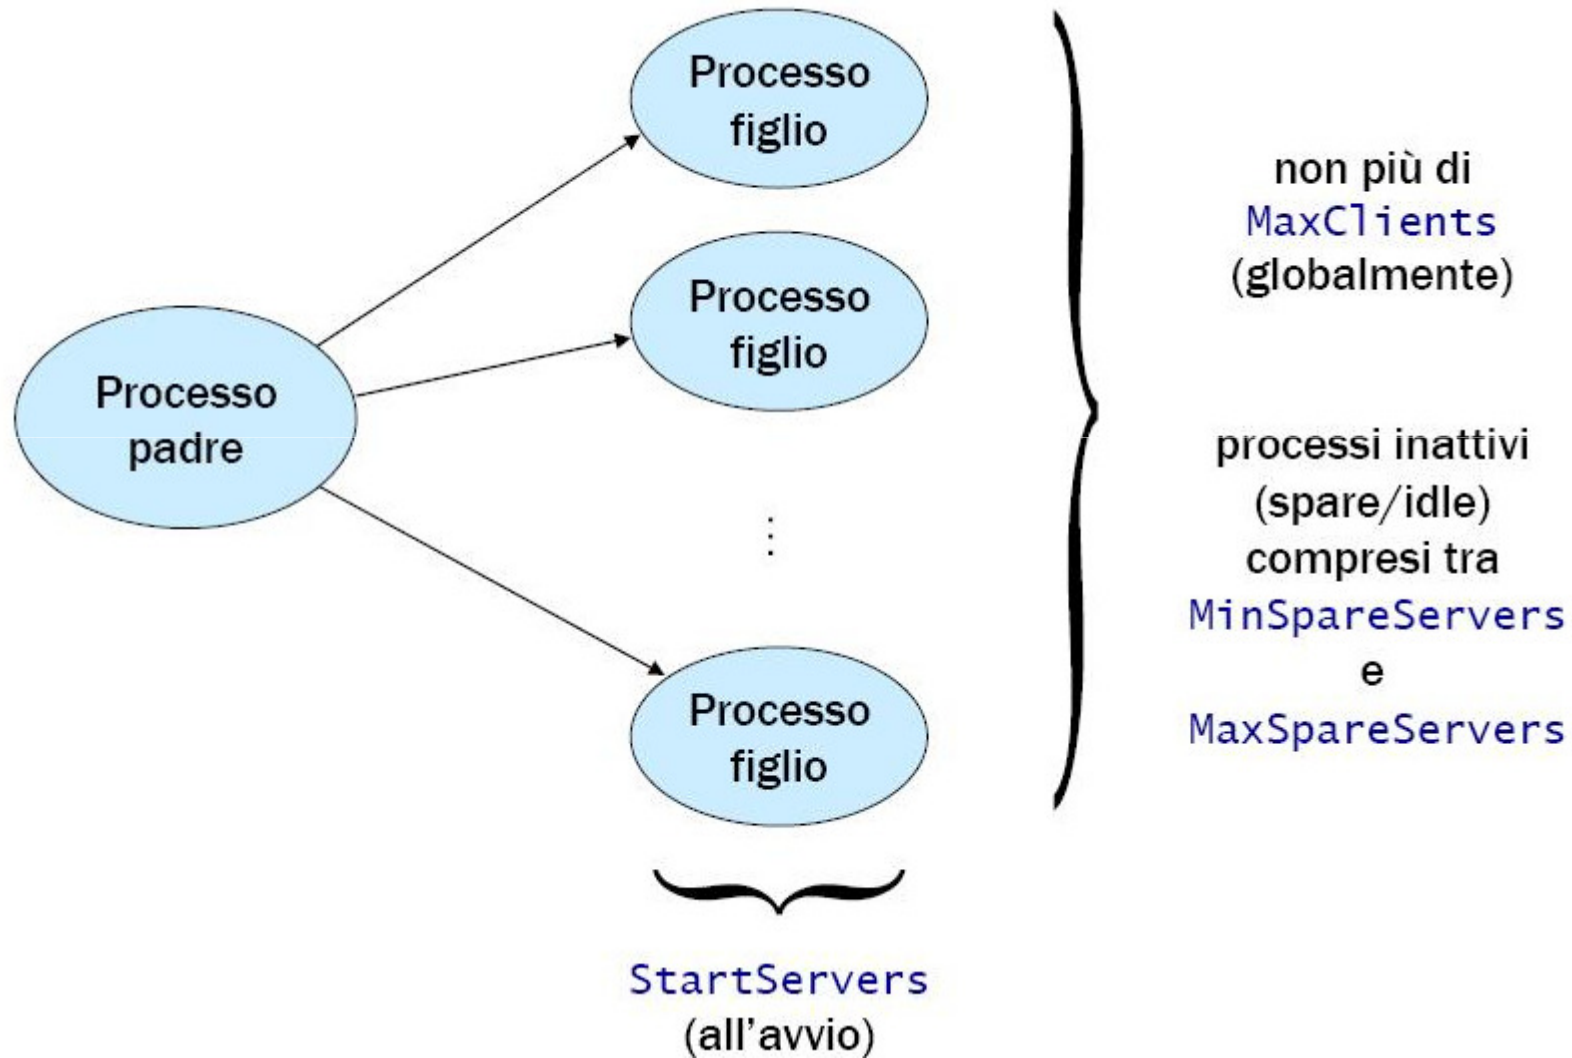 Processo
figlio
Processo
figlio
Processo
padre
⋮
Processo
figlio
non più di
MaxClients
(globalmente)
processi inattivi
(spare/idle)
compresi tra
MinSpareServers
e
MaxSpareServers
StartServers
(all'avvio)